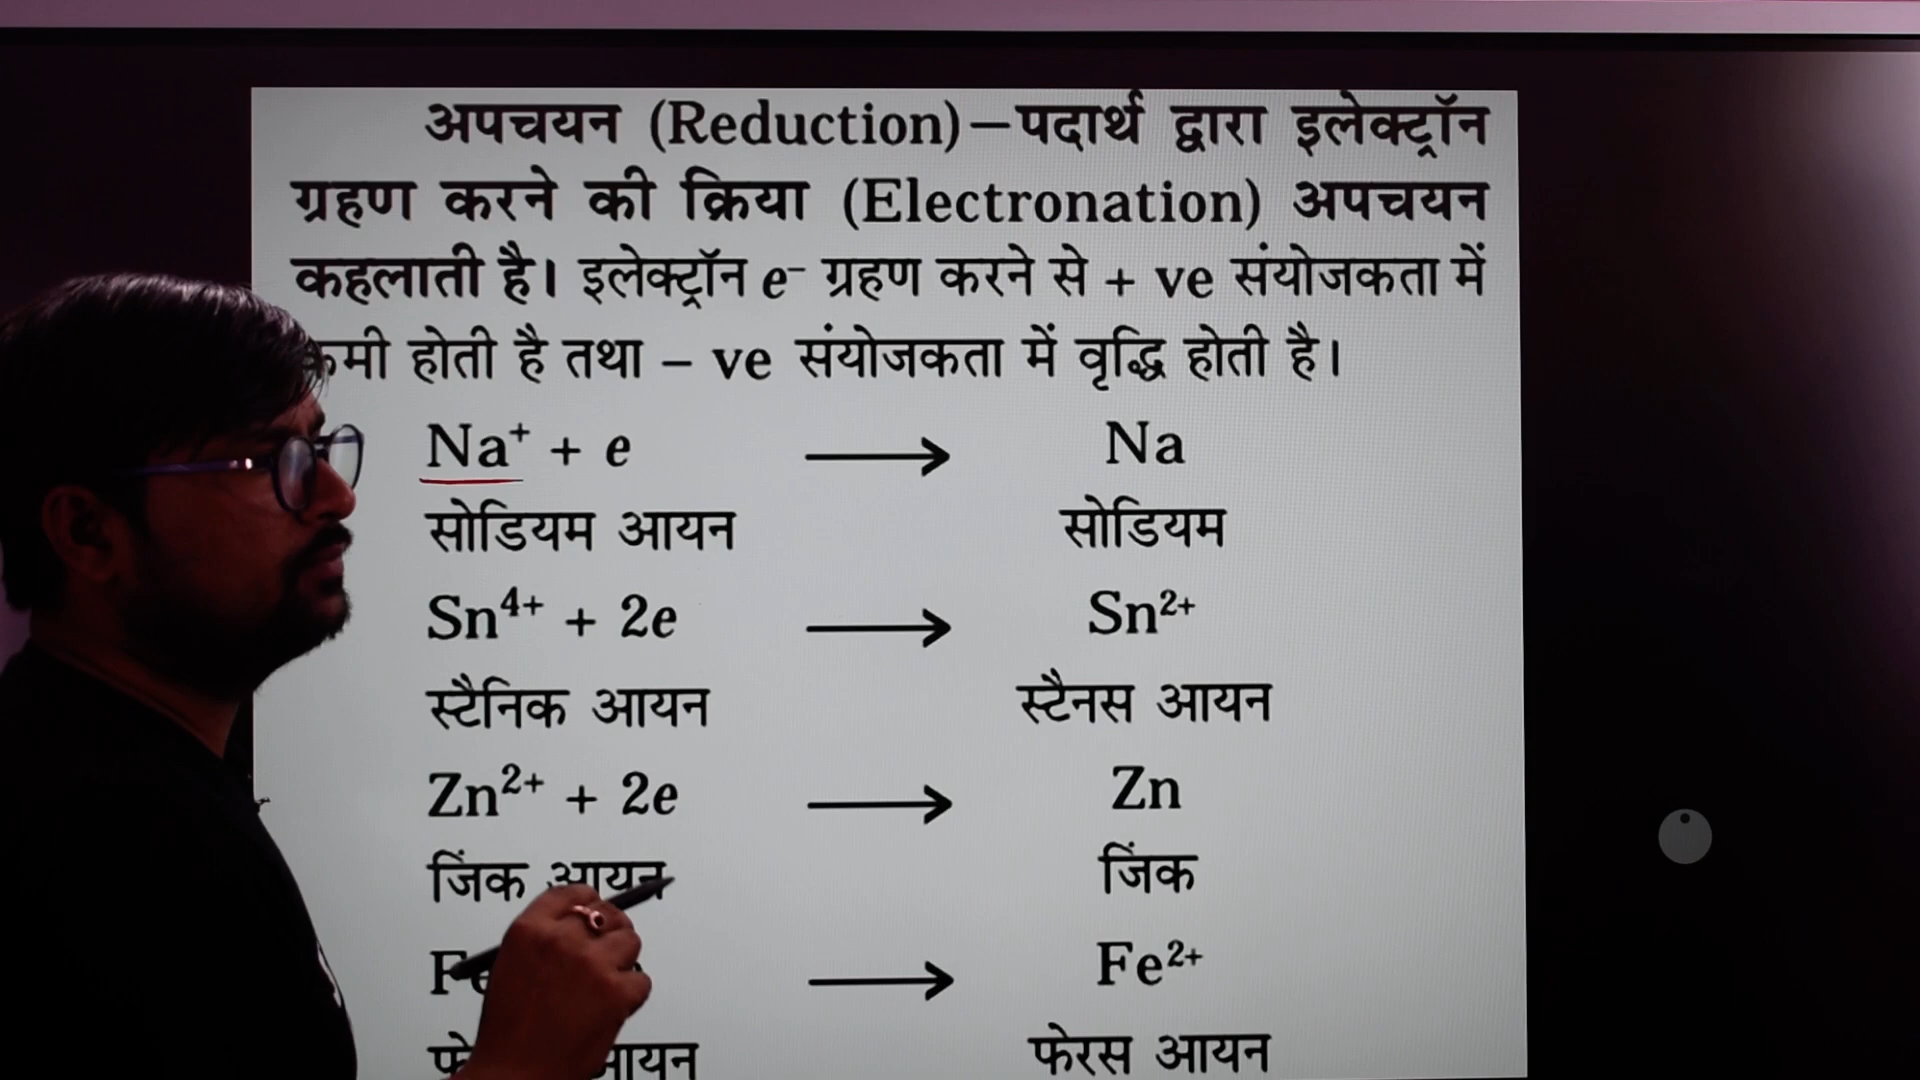 अपचयन (Reduction)—पदार्थ द्वारा इलेक्ट्रॉन
ग्रहण करने की क्रिया (Electronation) अपचयन
कहलाती है। इलेक्ट्रॉन e⁻ ग्रहण करने से + ve संयोजकता में
कमी होती है तथा – ve संयोजकता में वृद्धि होती है।
Na⁺ + e ⟶ Na
सोडियम आयन सोडियम
Sn⁴⁺ + 2e ⟶ Sn²⁺
स्टैनिक आयन स्टैनस आयन
Zn²⁺ + 2e ⟶ Zn
जिंक आयन जिंक
⟶ Fe²⁺
आयन फेरस आयन